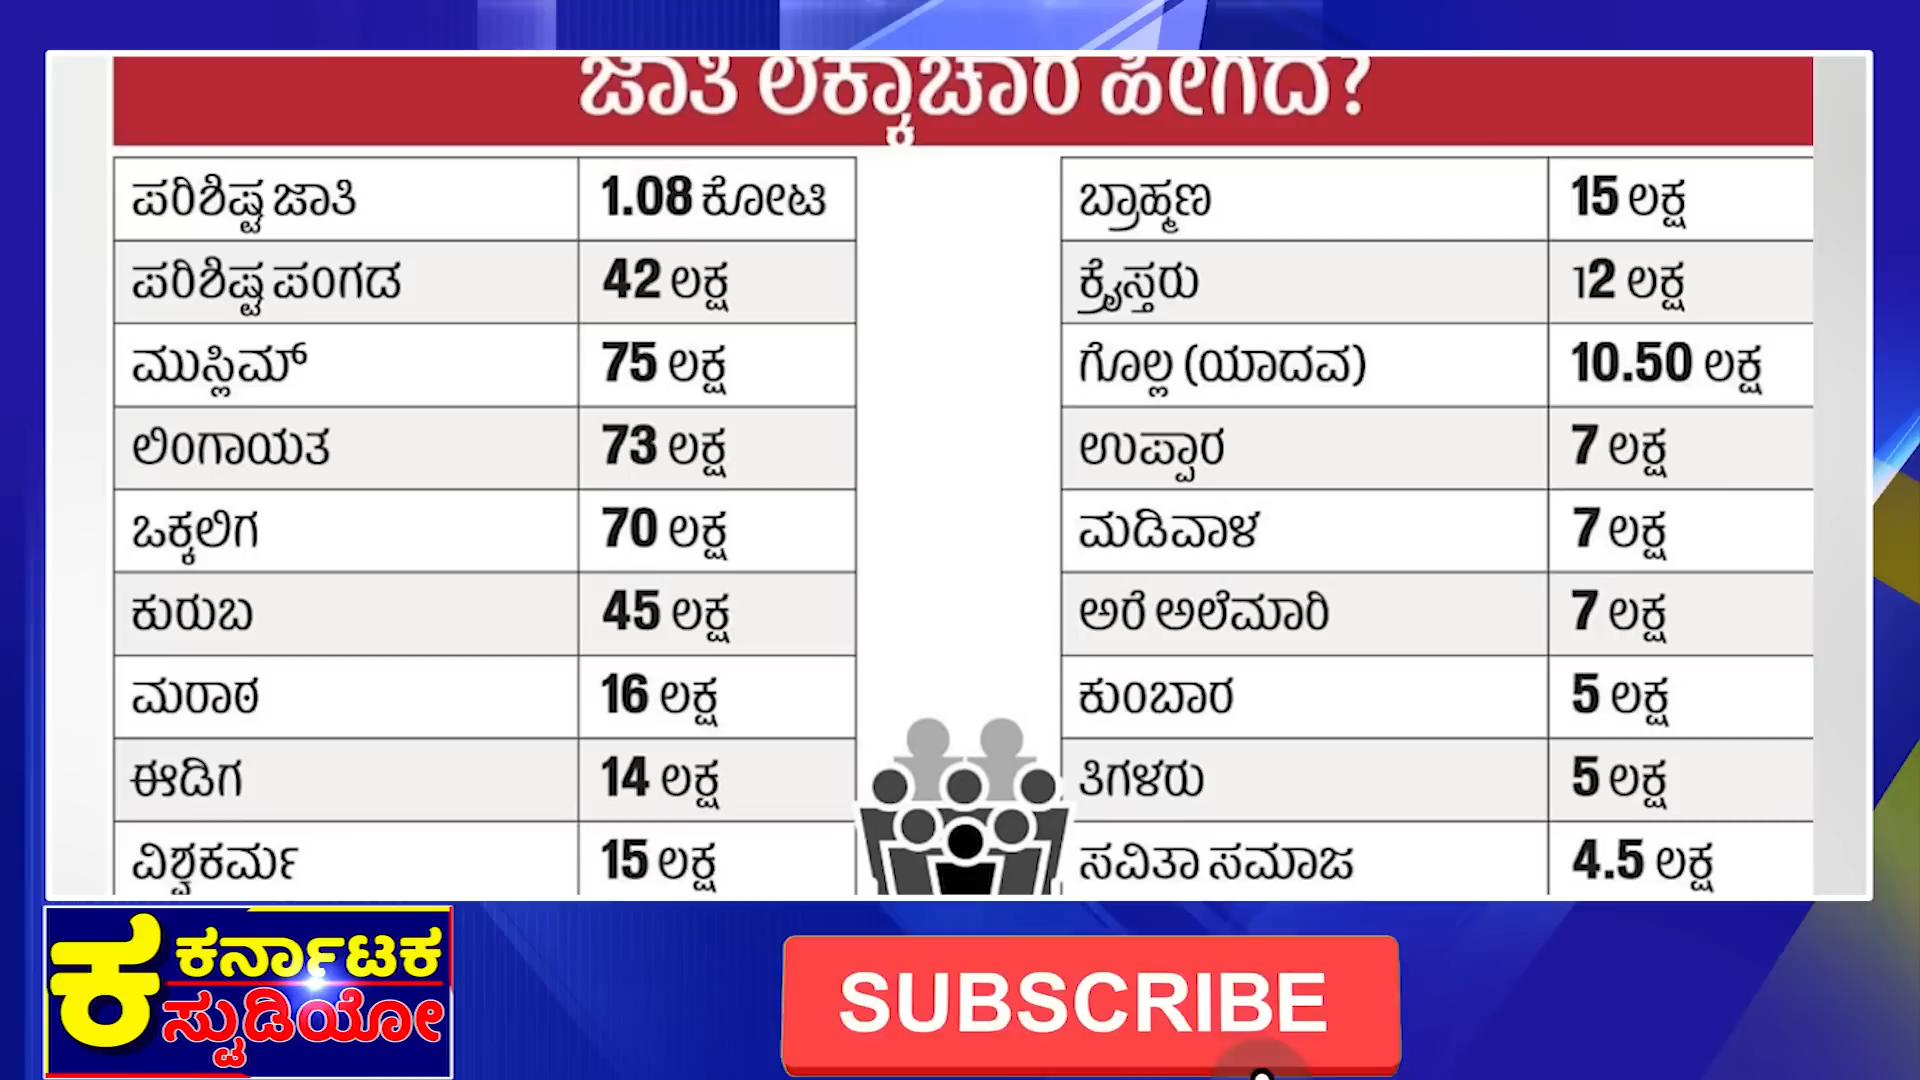 ಜಾತಿ ಲೆಕ್ಕಾಚಾರ ಹೀಗಿದೆ?
ಪರಿಶಿಷ್ಟ ಜಾತಿ 1.08 ಕೋಟಿ
ಪರಿಶಿಷ್ಟ ಪಂಗಡ 42 ಲಕ್ಷ
ಮುಸ್ಲಿಮ್ 75 ಲಕ್ಷ
ಲಿಂಗಾಯತ 73 ಲಕ್ಷ
ಒಕ್ಕಲಿಗ 70 ಲಕ್ಷ
ಕುರುಬ 45 ಲಕ್ಷ
ಮರಾಠ 16 ಲಕ್ಷ
ಈಡಿಗ 14 ಲಕ್ಷ
ವಿಶ್ವಕರ್ಮ 15 ಲಕ್ಷ
ಬ್ರಾಹ್ಮಣ 15 ಲಕ್ಷ
ಕ್ರೈಸ್ತರು 12 ಲಕ್ಷ
ಗೊಲ್ಲ (ಯಾದವ) 10.50 ಲಕ್ಷ
ಉಪ್ಪಾರ 7 ಲಕ್ಷ
ಮಡಿವಾಳ 7 ಲಕ್ಷ
ಅರೆ ಅಲೆಮಾರಿ 7 ಲಕ್ಷ
ಕುಂಬಾರ 5 ಲಕ್ಷ
ತಿಗಳರು 5 ಲಕ್ಷ
ಸವಿತಾ ಸಮಾಜ 4.5 ಲಕ್ಷ
ಕ ಕರ್ನಾಟಕ
ಸ್ಟುಡಿಯೋ
SUBSCRIBE